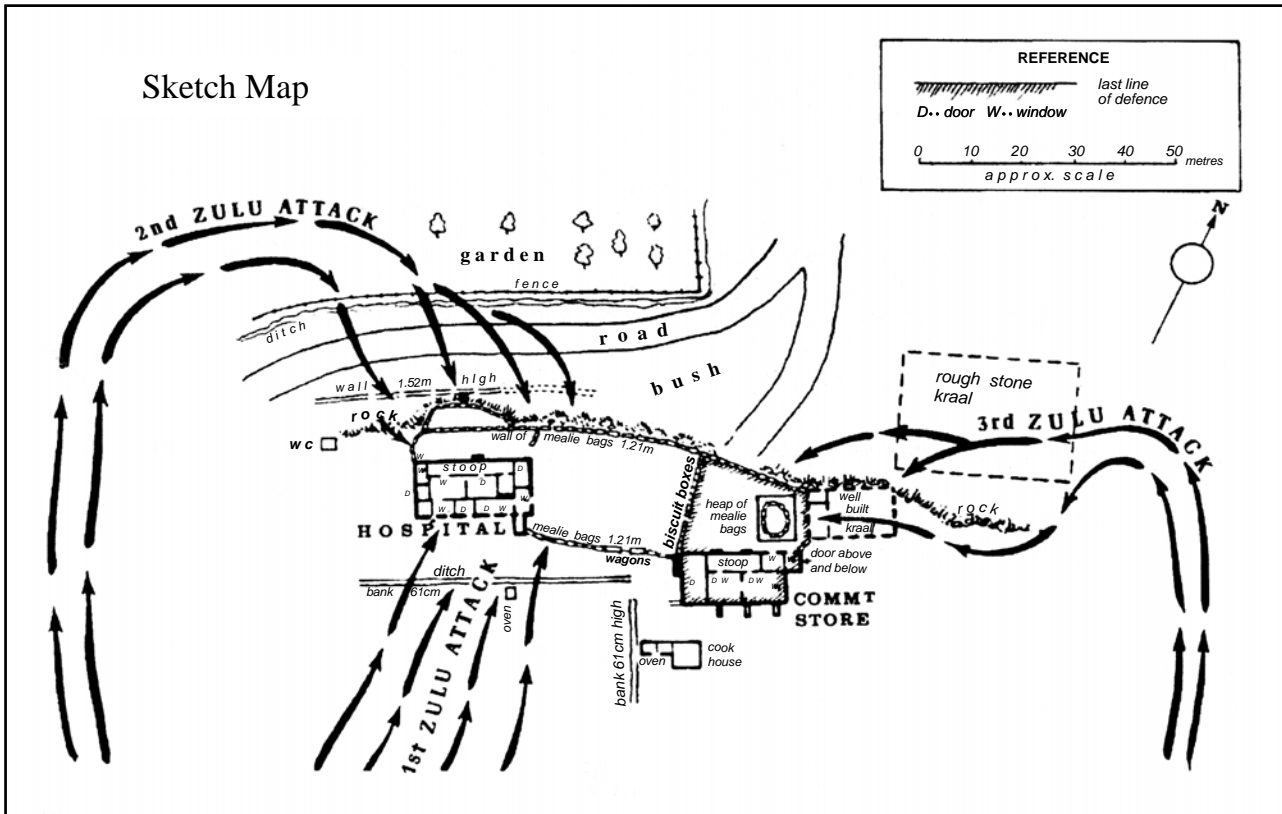 Sketch Map
REFERENCE
last line
of defence
D•• door W•• window
0 10 20 30 40 50
metres
approx. scale
N
2nd ZULU ATTACK
garden
fence
ditch
road
bush
wall 1.52m high
rock
wc
wall of mealie bags 1.21m
rough stone
kraal
3rd ZULU ATTACK
W
stoop
W
W
D
D
D
W
W
D
W
D
D
W
HOSPITAL
biscuit boxes
heap of
mealie
bags
well
built
kraal
rock
mealie bags 1.21m
wagons
stoop
W
D
D W
D W
W
door above
and below
COMMT
STORE
ditch
bank 61cm
oven
1st ZULU ATTACK
bank 61cm high
oven
cook
house